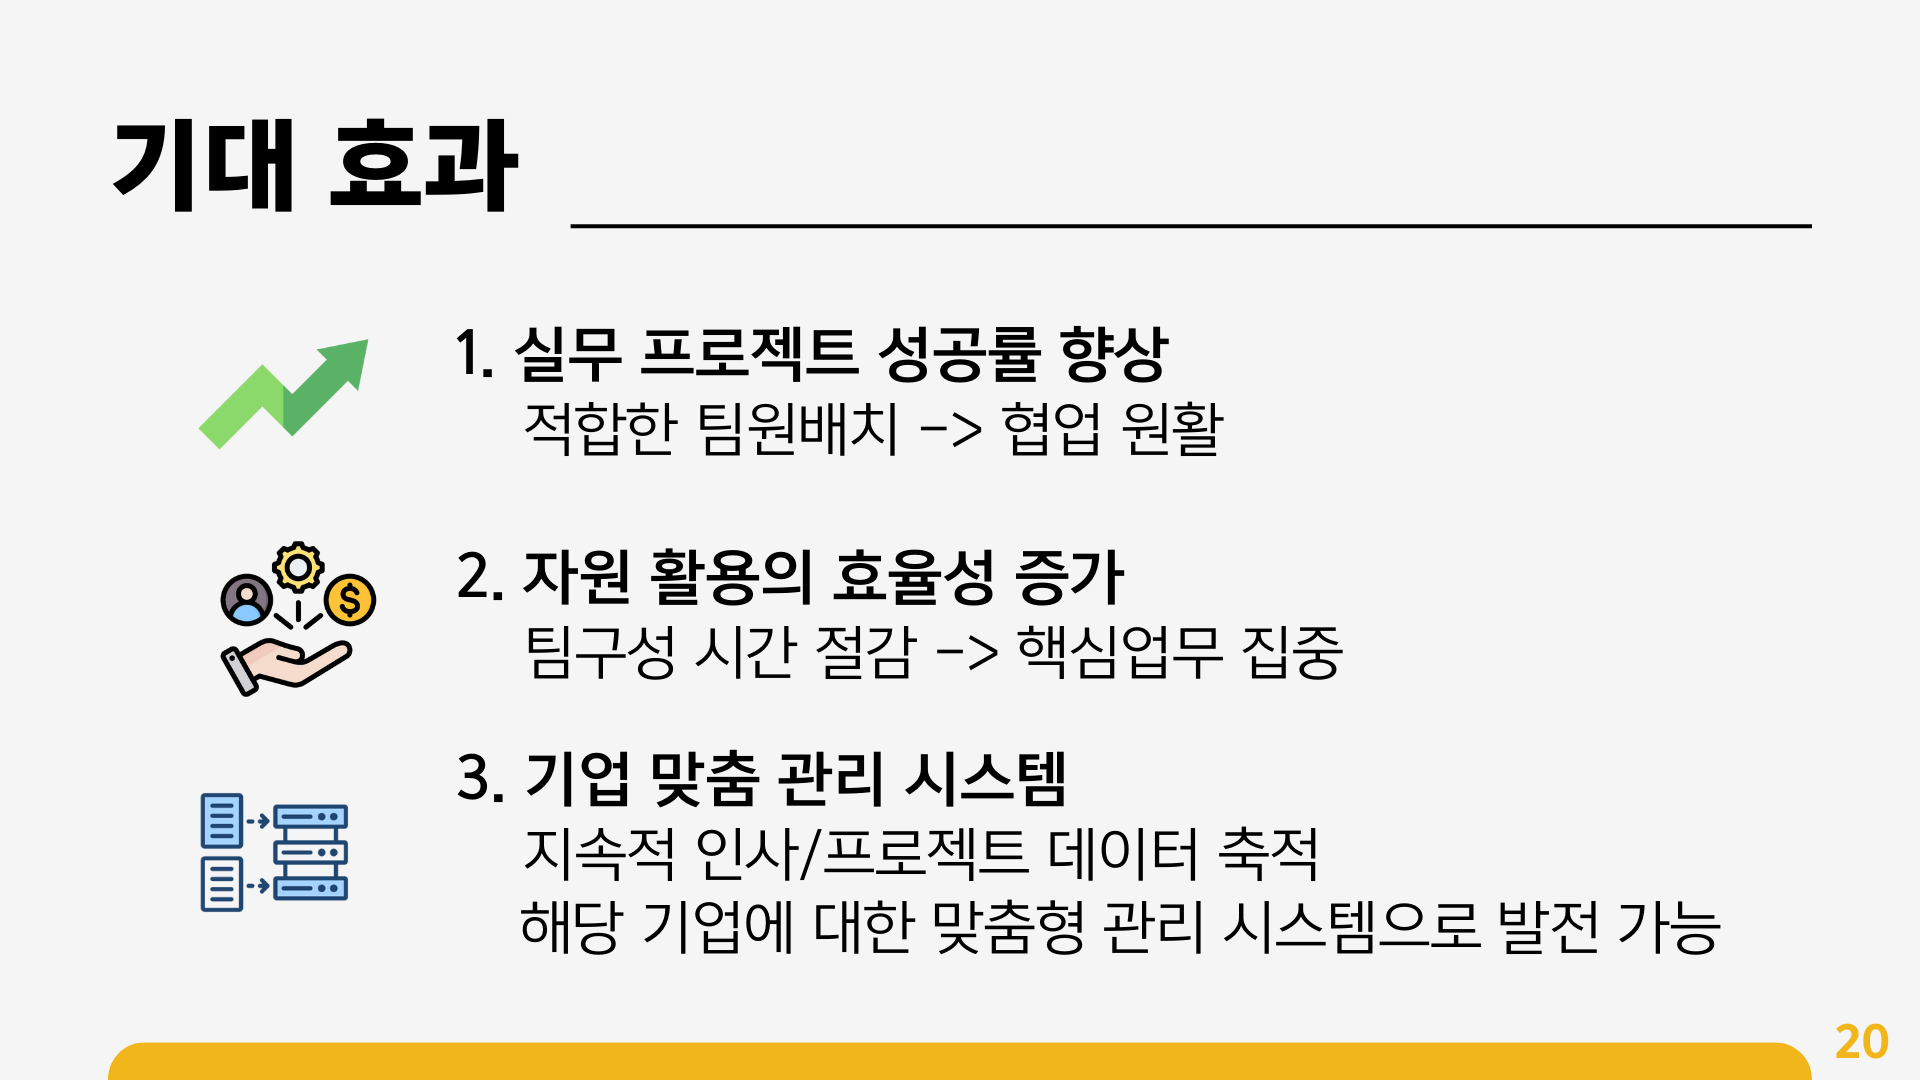 기대 효과
1. 실무 프로젝트 성공률 향상
적합한 팀원배치 -> 협업 원활
2. 자원 활용의 효율성 증가
팀구성 시간 절감 -> 핵심업무 집중
3. 기업 맞춤 관리 시스템
지속적 인사/프로젝트 데이터 축적
해당 기업에 대한 맞춤형 관리 시스템으로 발전 가능
20